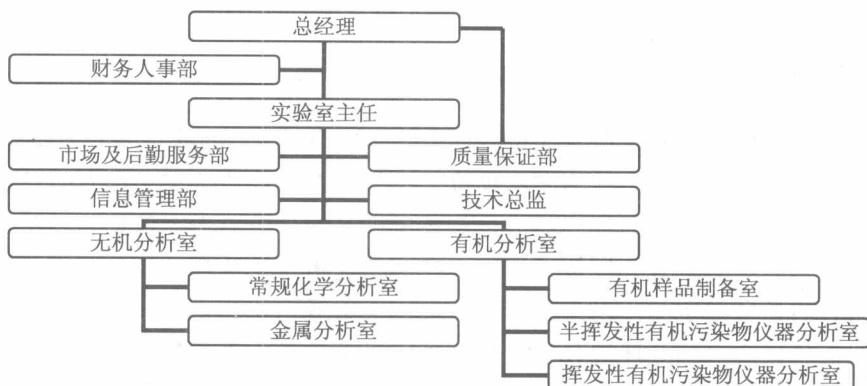 总经理
财务人事部
实验室主任
市场及后勤服务部
质量保证部
信息管理部
技术总监
无机分析室
有机分析室
常规化学分析室
有机样品制备室
金属分析室
半挥发性有机污染物仪器分析室
挥发性有机污染物仪器分析室